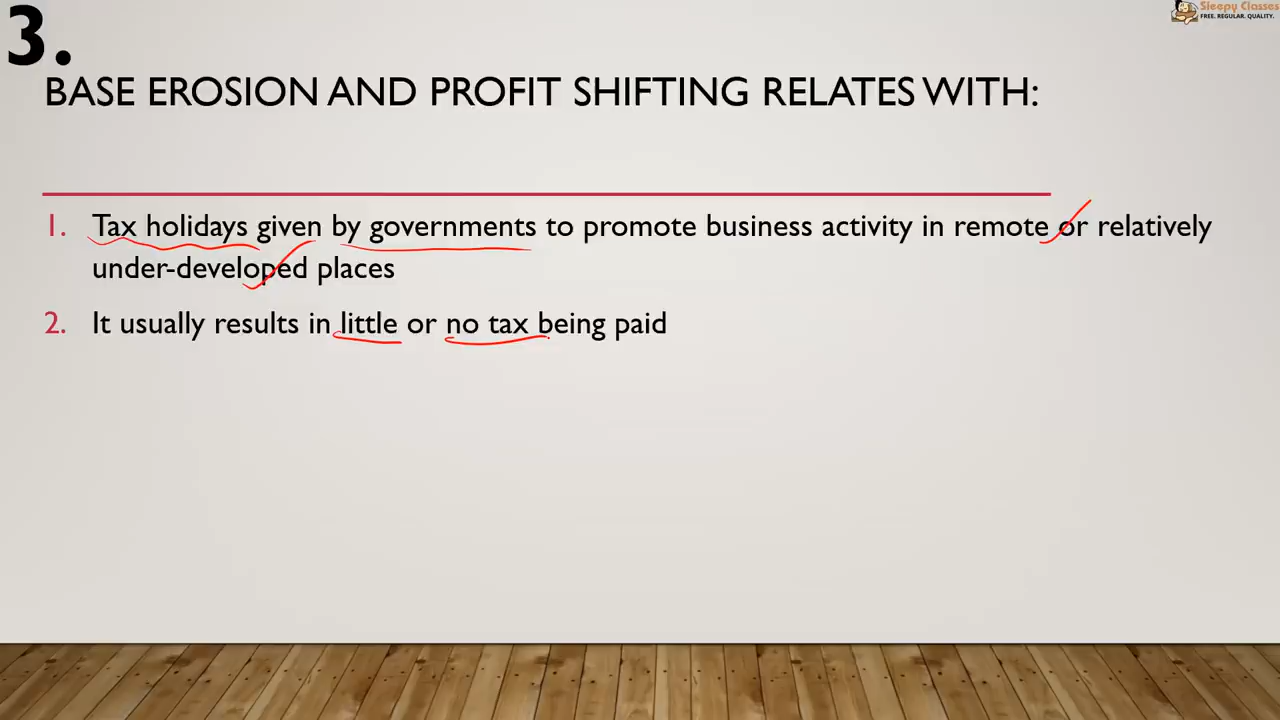 3.
Sleepy Classes
FREE. REGULAR. QUALITY.
BASE EROSION AND PROFIT SHIFTING RELATES WITH:
1. Tax holidays given by governments to promote business activity in remote or relatively
under-developed places
2. It usually results in little or no tax being paid